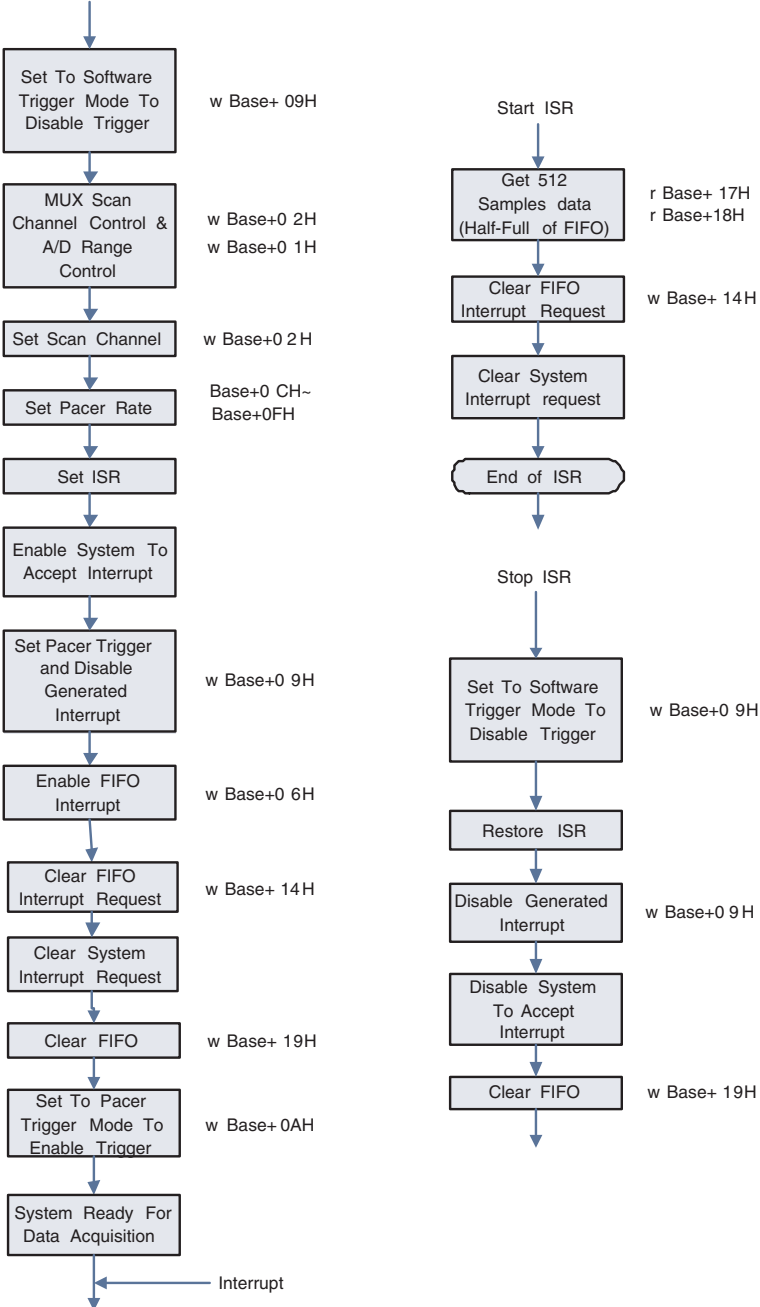 Set To Software
Trigger Mode To
Disable Trigger
w Base+ 09H
MUX Scan
Channel Control &
A/D Range
Control
w Base+0 2H
w Base+0 1H
Set Scan Channel
w Base+0 2H
Set Pacer Rate
Base+0 CH~
Base+0FH
Set ISR
Enable System To
Accept Interrupt
Set Pacer Trigger
and Disable
Generated
Interrupt
w Base+0 9H
Enable FIFO
Interrupt
w Base+0 6H
Clear FIFO
Interrupt Request
w Base+ 14H
Clear System
Interrupt Request
Clear FIFO
w Base+ 19H
Set To Pacer
Trigger Mode To
Enable Trigger
w Base+ 0AH
System Ready For
Data Acquisition
Interrupt
Start ISR
Get 512
Samples data
(Half-Full of FIFO)
r Base+ 17H
r Base+18H
Clear FIFO
Interrupt Request
w Base+ 14H
Clear System
Interrupt request
End of ISR
Stop ISR
Set To Software
Trigger Mode To
Disable Trigger
w Base+0 9H
Restore ISR
Disable Generated
Interrupt
w Base+0 9H
Disable System
To Accept
Interrupt
Clear FIFO
w Base+ 19H